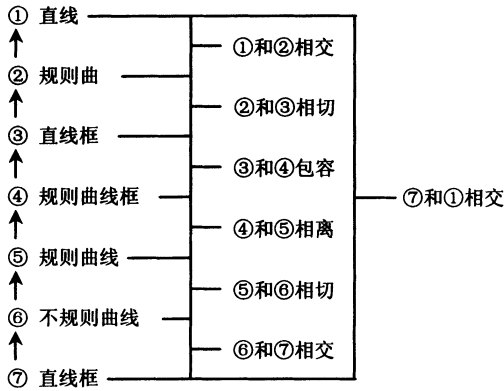 ① 直线
①和②相交
② 规则曲
②和③相切
③ 直线框
③和④包容
④ 规则曲线框
⑦和①相交
④和⑤相离
⑤ 规则曲线
⑤和⑥相切
⑥ 不规则曲线
⑥和⑦相交
⑦ 直线框